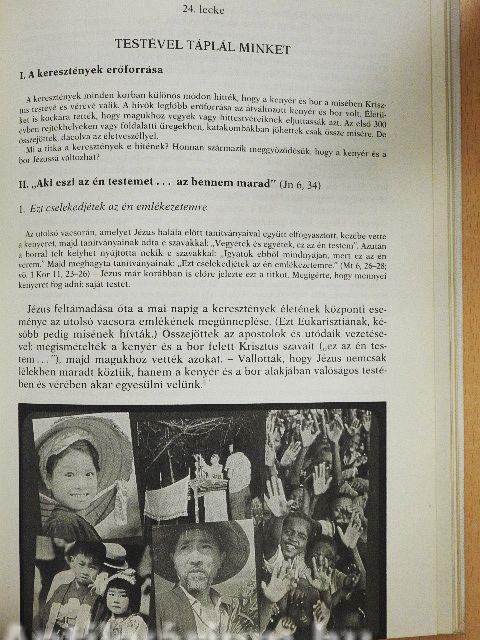 24. lecke
TESTÉVEL TÁPLÁL MINKET
I. A keresztények erőforrása
A keresztények minden korban különös módon hitték, hogy a kenyér és bor a misében Krisz-
tus testévé és vérévé válik. A hívők legfőbb erőforrása az átváltozott kenyér és bor volt. Életü-
ket is kockára tették, hogy magukhoz vegyék vagy hittestvéreiknek eljuttassák azt. Az első 300
évben rejtekhelyeken vagy földalatti üregekben, katakombákban jöhettek csak össze misére. De
összejöttek, dacolva az életveszéllyel.
Mi a titka a keresztények e hitének? Honnan származik meggyőződésük, hogy a kenyér és a
bor Jézussá változhat?
II. „Aki eszi az én testemet . . . az bennem marad” (Jn 6, 34)
1. Ezt cselekedjétek az én emlékezetemre
Az utolsó vacsorán, amelyet Jézus halála előtt tanítványaival együtt elfogyasztott, kezébe vette
a kenyeret, majd tanítványainak adta e szavakkal: „Vegyétek és egyétek, ez az én testem”. Azután
a borral telt kelyhet nyújtotta nekik e szavakkal: „Igyatok ebből mindnyájan, mert ez az én
vérem.” Majd meghagyta tanítványainak: „Ezt cselekedjétek az én emlékezetemre.” (Mt 6, 26–28;
vö. 1 Kor 11, 23–26) – Jézus már korábban is előre jelezte ezt a titkot. Megígérte, hogy mennyei
kenyeret fog adni: saját testét.
Jézus feltámadása óta a mai napig a keresztények életének központi ese-
ménye az utolsó vacsora emlékének megünneplése. (Ezt Eukarisztiának, ké-
sőbb pedig misének hívták.) Összejöttek az apostolok és utódaik vezetésé-
vel: megismételték a kenyér és a bor felett Krisztus szavait („ez az én tes-
tem . . .”), majd magukhoz vették azokat. – Vallották, hogy Jézus nemcsak
lélekben maradt köztük, hanem a kenyér és a bor alakjában valóságos testé-
ben és vérében akar egyesülni velünk.